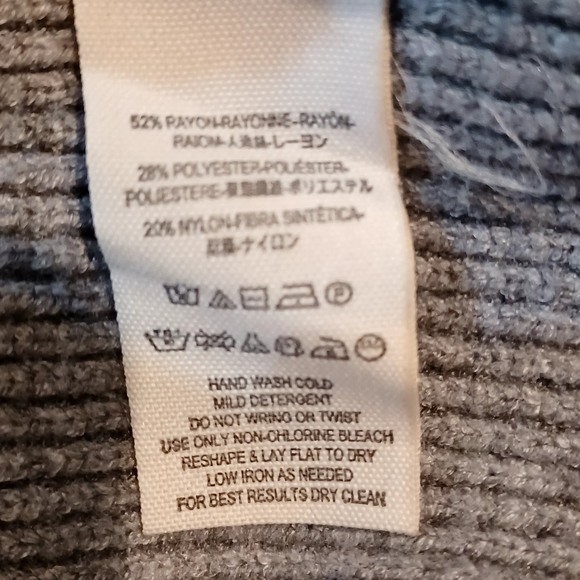 52% RAYON-RAYONNE-RAYÓN-
RAION-人造絲-レーヨン
28% POLYESTER-POLIÉSTER-
POLIESTERE-聚脂纖維-ポリエステル
20% NYLON-FIBRA SINTÉTICA-
尼龍-ナイロン
HAND WASH COLD
MILD DETERGENT
DO NOT WRING OR TWIST
USE ONLY NON-CHLORINE BLEACH
RESHAPE & LAY FLAT TO DRY
LOW IRON AS NEEDED
FOR BEST RESULTS DRY CLEAN